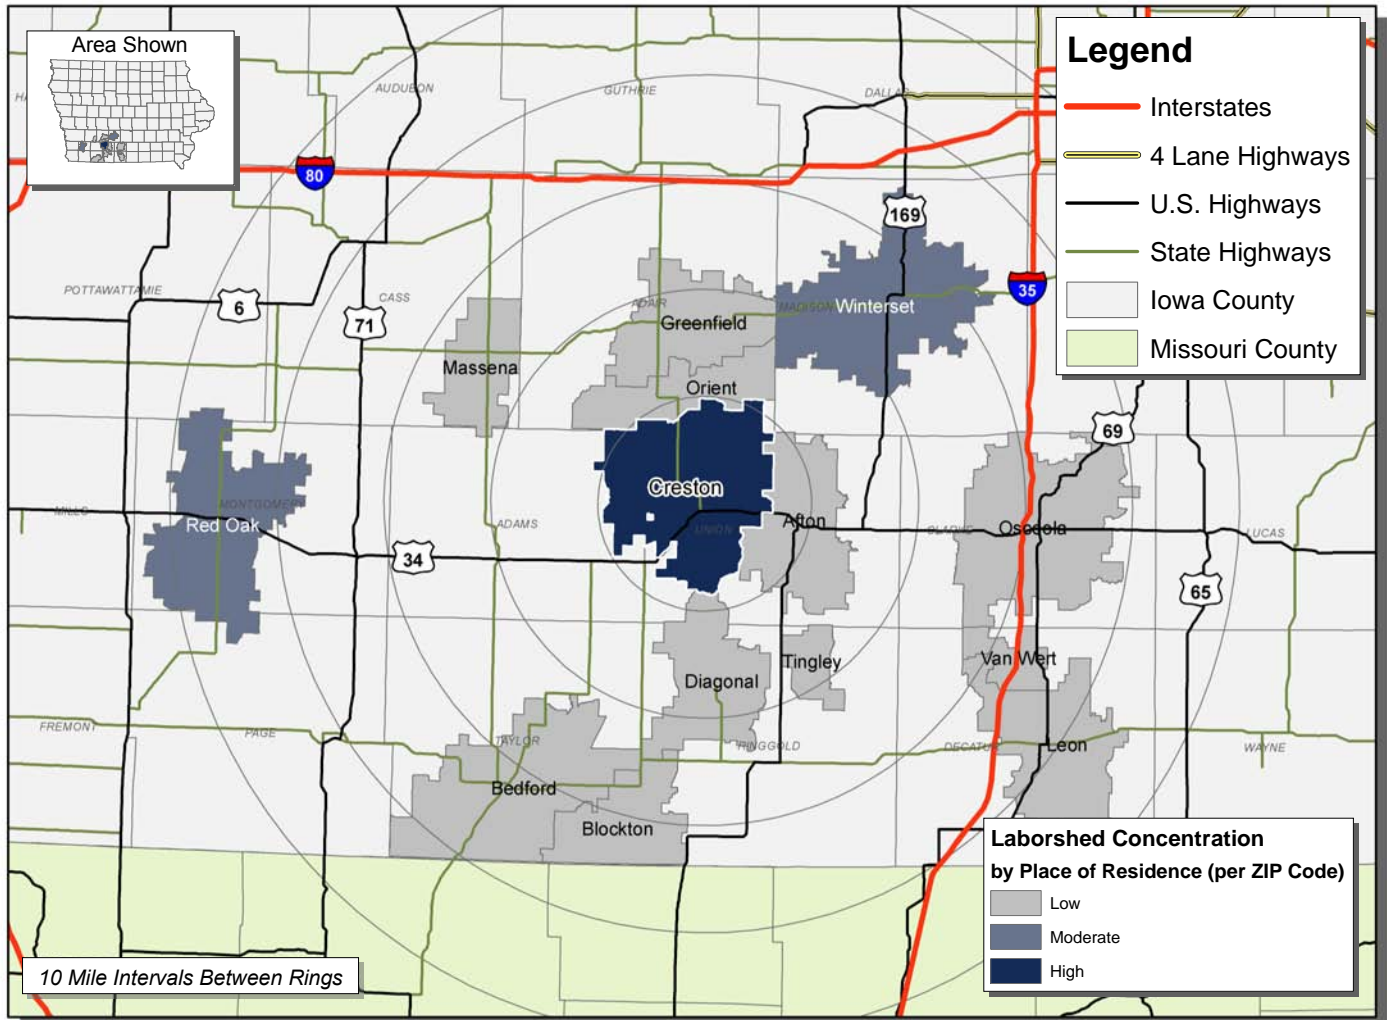 Area Shown
Legend
Interstates
4 Lane Highways
U.S. Highways
State Highways
Iowa County
Missouri County
AUDUBON
GUTHRIE
80
169
POTTAWATTAMIE
CASS
ADAIR
MADISON
Winterset
35
6
71
Greenfield
Massena
Orient
69
Creston
MONTGOMERY
MILLS
Red Oak
ADAMS
UNION
Afton
CLARKE
Osceola
LUCAS
34
65
Tingley
Van Wert
Diagonal
FREMONT
PAGE
TAYLOR
RINGGOLD
DECATUR
Leon
WAYNE
Bedford
Blockton
Laborshed Concentration
by Place of Residence (per ZIP Code)
Low
Moderate
High
10 Mile Intervals Between Rings